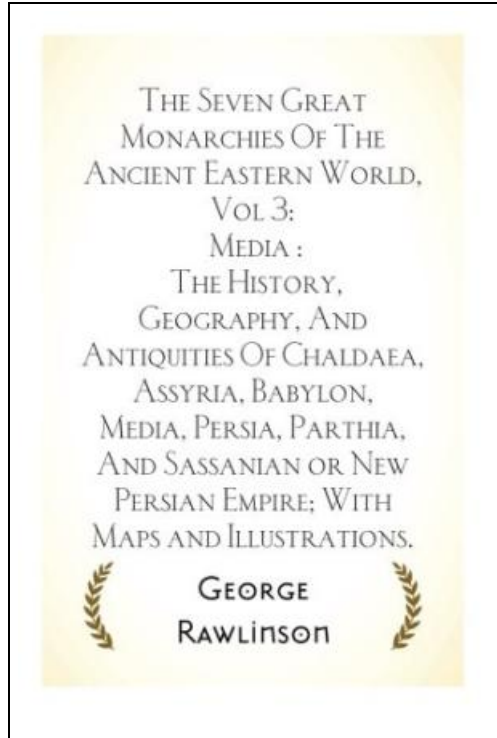 The Seven Great
Monarchies Of The
Ancient Eastern World,
Vol 3:
Media :
The History,
Geography, And
Antiquities Of Chaldaea,
Assyria, Babylon,
Media, Persia, Parthia,
And Sassanian or New
Persian Empire; With
Maps and Illustrations.
George
Rawlinson